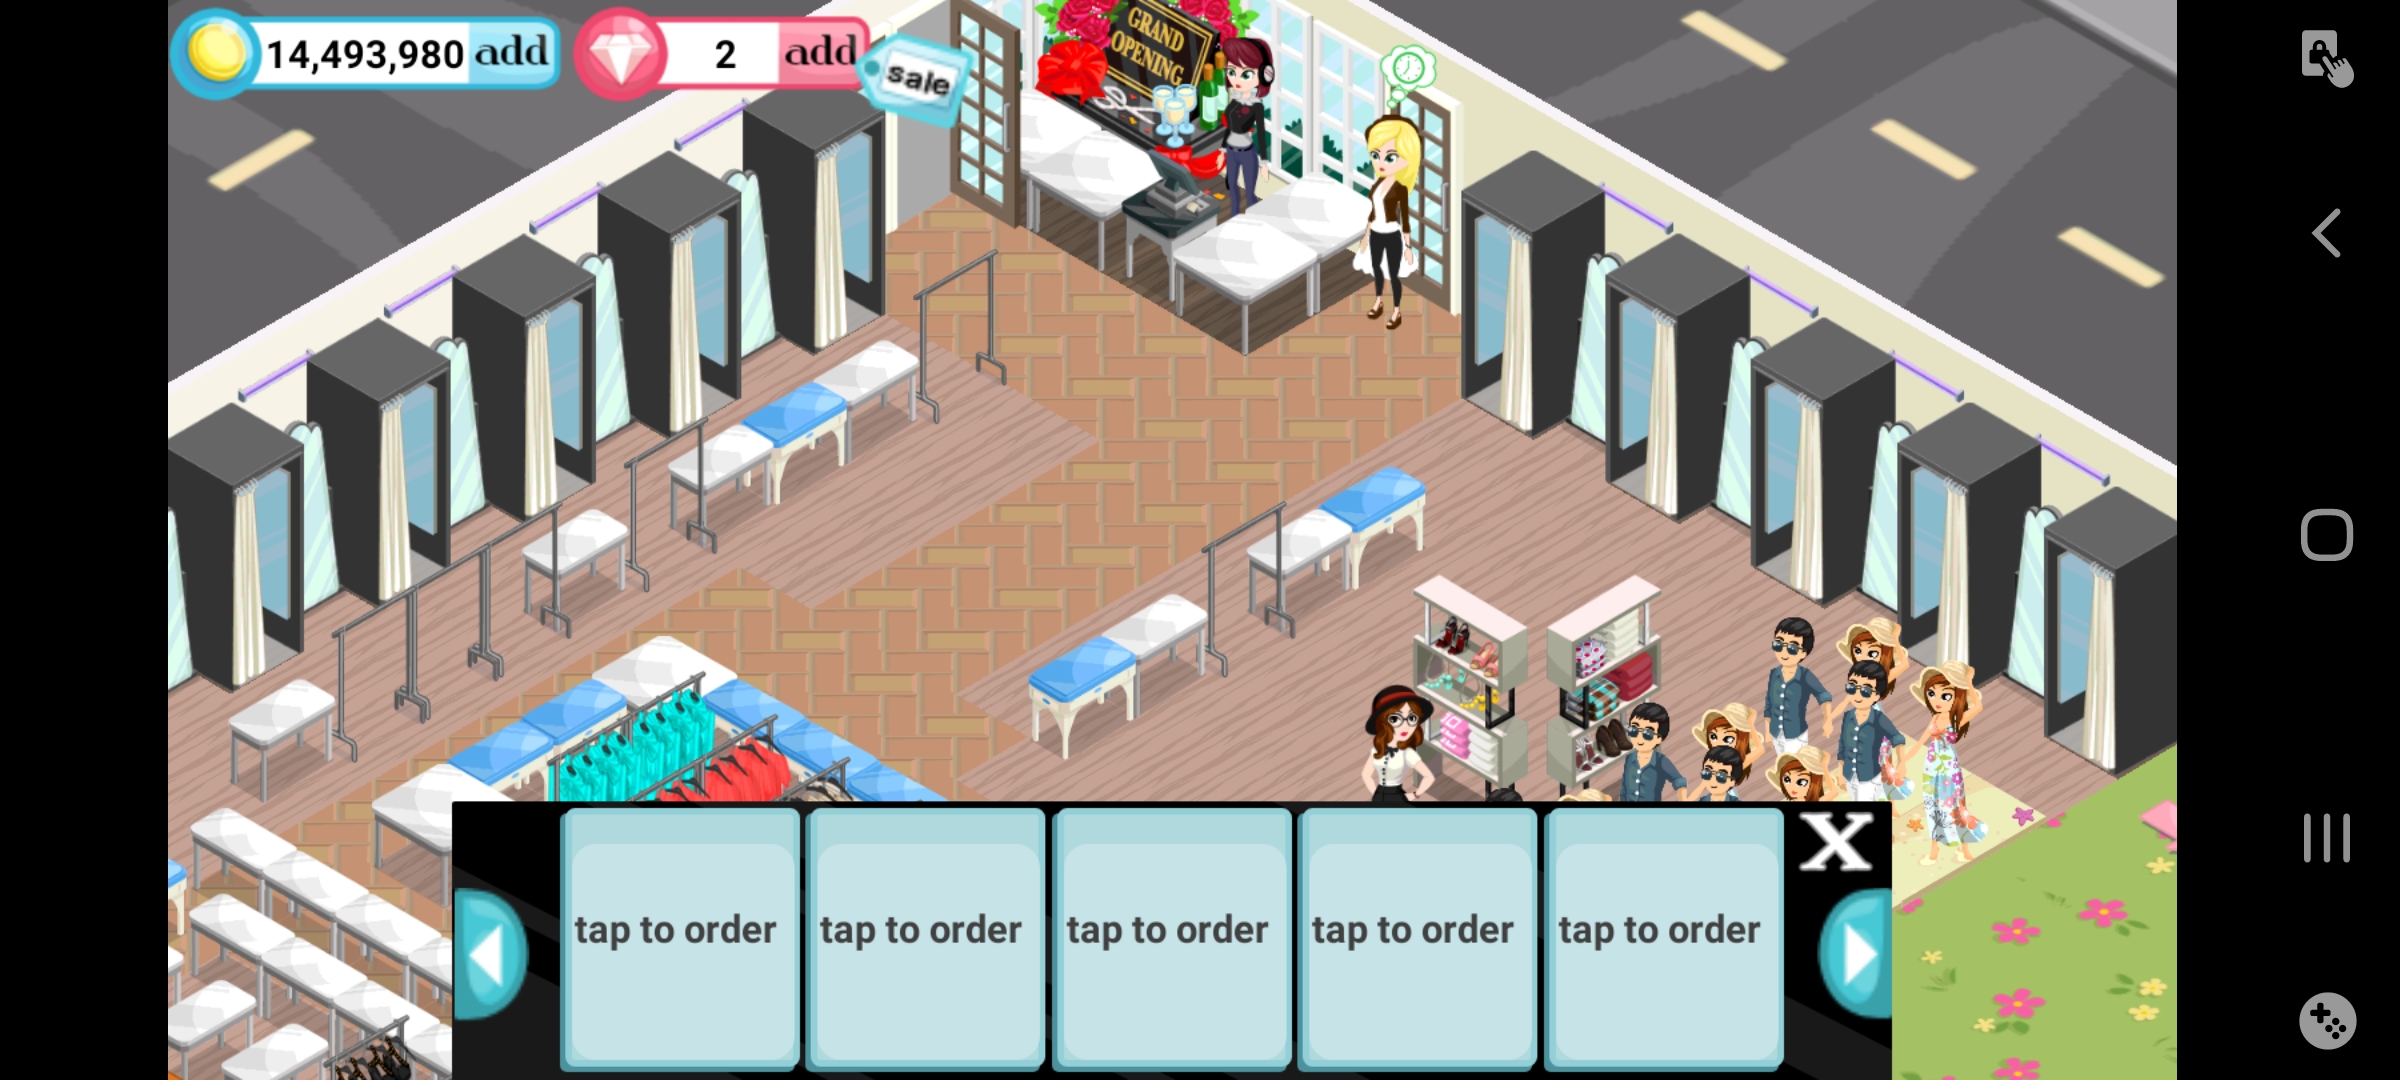 14,493,980 add
2 add
sale
GRAND
OPENING
tap to order
tap to order
tap to order
tap to order
tap to order
X